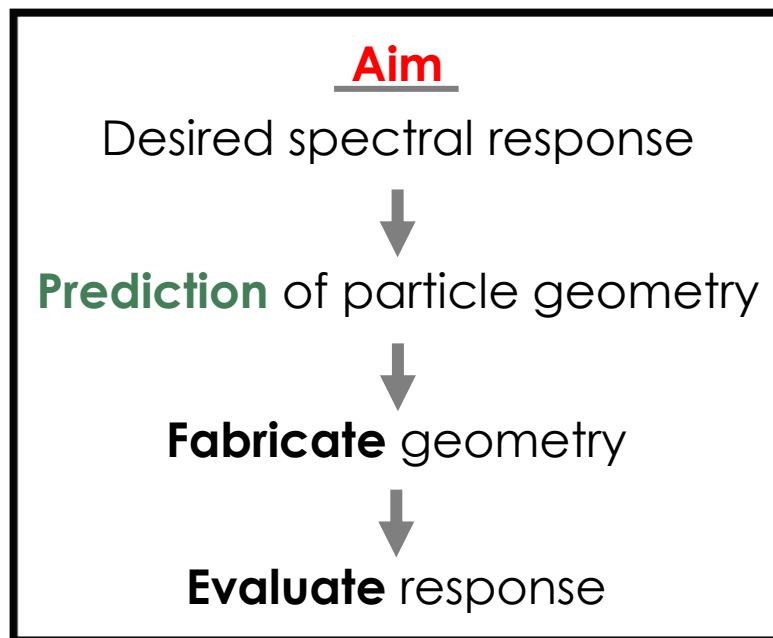 Aim
Desired spectral response
Prediction of particle geometry
Fabricate geometry
Evaluate response